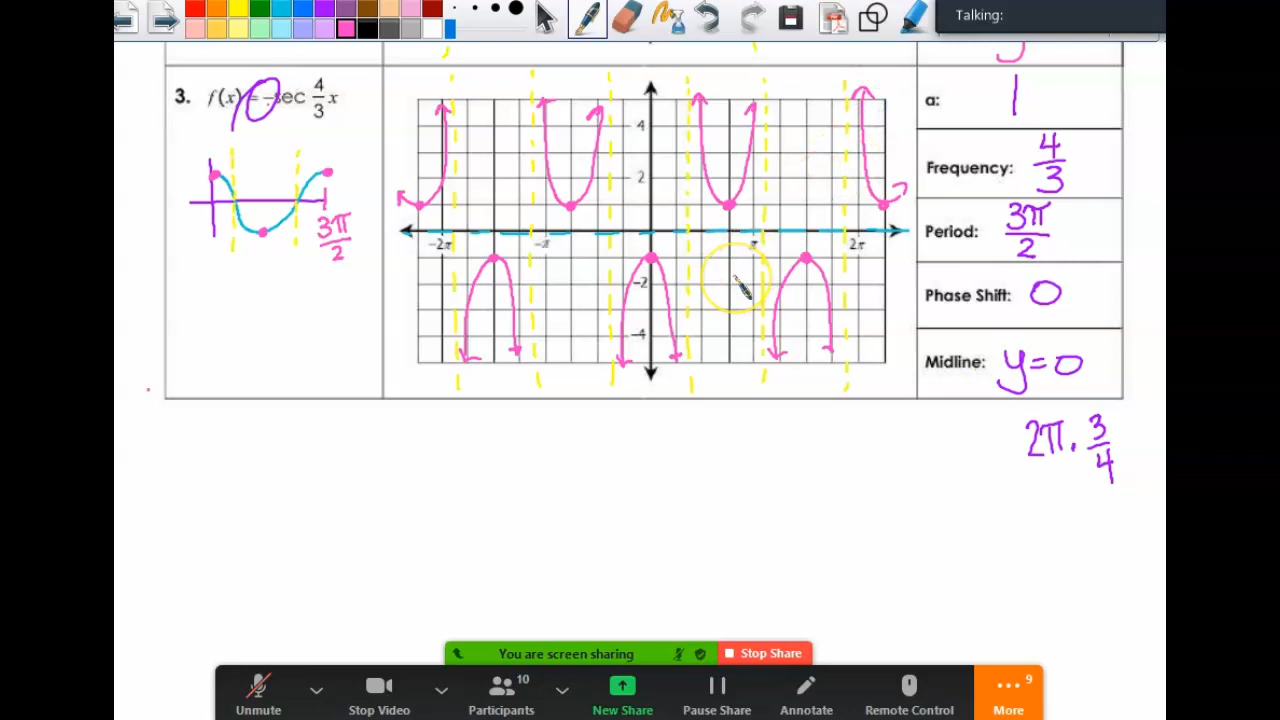 Talking:
3. f(x) = -sec 4/3 x
3π/2
4
2
-2π
-π
π
2π
-2
-4
a: 1
Frequency: 4/3
Period: 3π/2
Phase Shift: 0
Midline: y=0
2π · 3/4
You are screen sharing
Stop Share
Unmute
Stop Video
10
Participants
New Share
Pause Share
Annotate
Remote Control
9
More